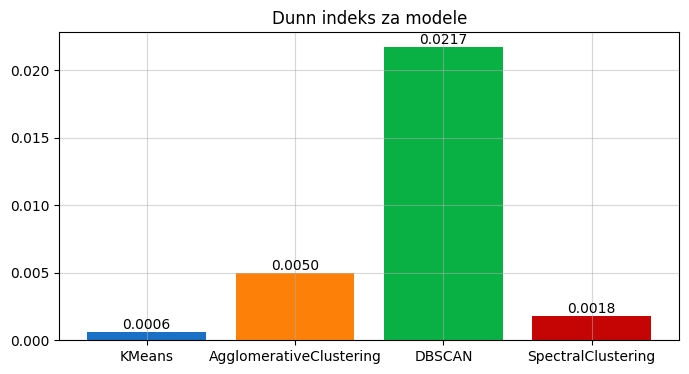 Dunn indeks za modele
0.020
0.015
0.010
0.005
0.000
0.0006
0.0050
0.0217
0.0018
KMeans
AgglomerativeClustering
DBSCAN
SpectralClustering